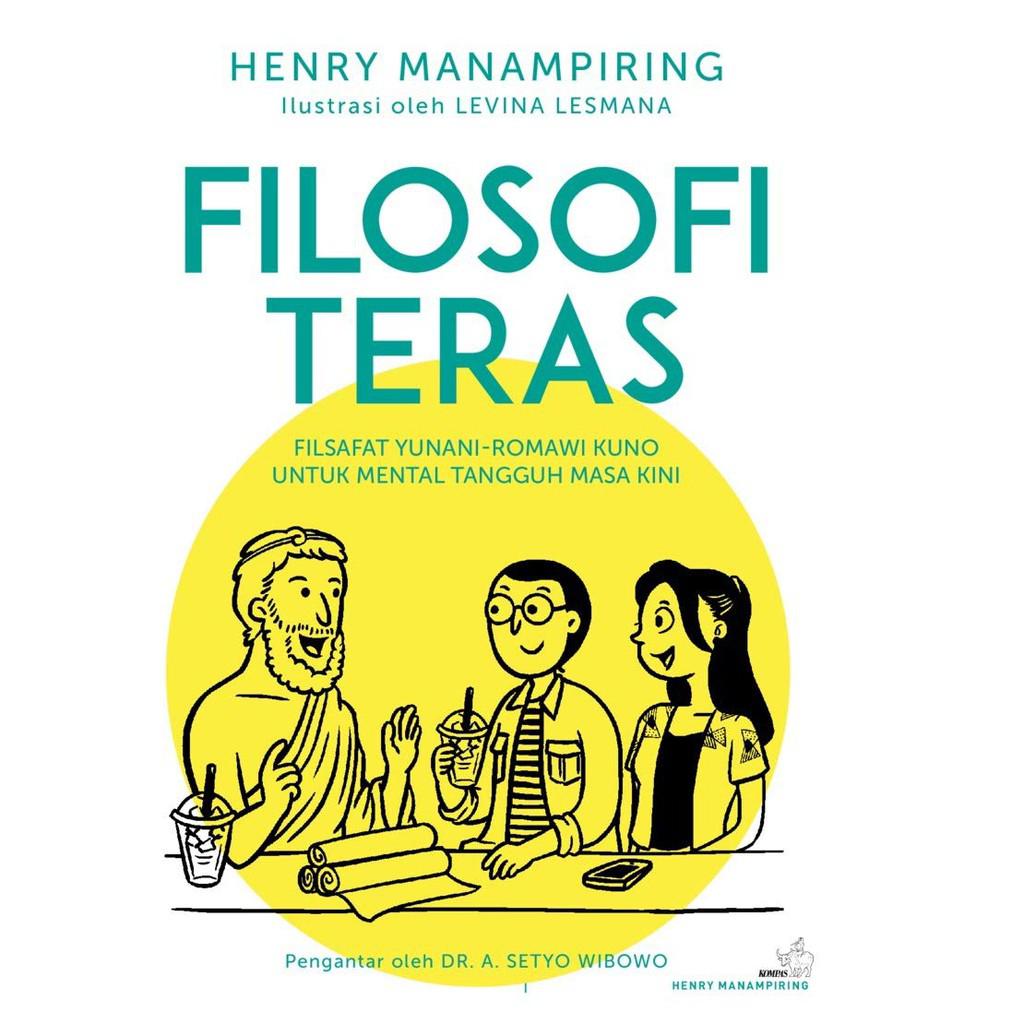 HENRY MANAMPIRING
Ilustrasi oleh LEVINA LESMANA
FILOSOFI
TERAS
FILSAFAT YUNANI-ROMAWI KUNO
UNTUK MENTAL TANGGUH MASA KINI
Pengantar oleh DR. A. SETYO WIBOWO
KOMPAS
I
HENRY MANAMPIRING